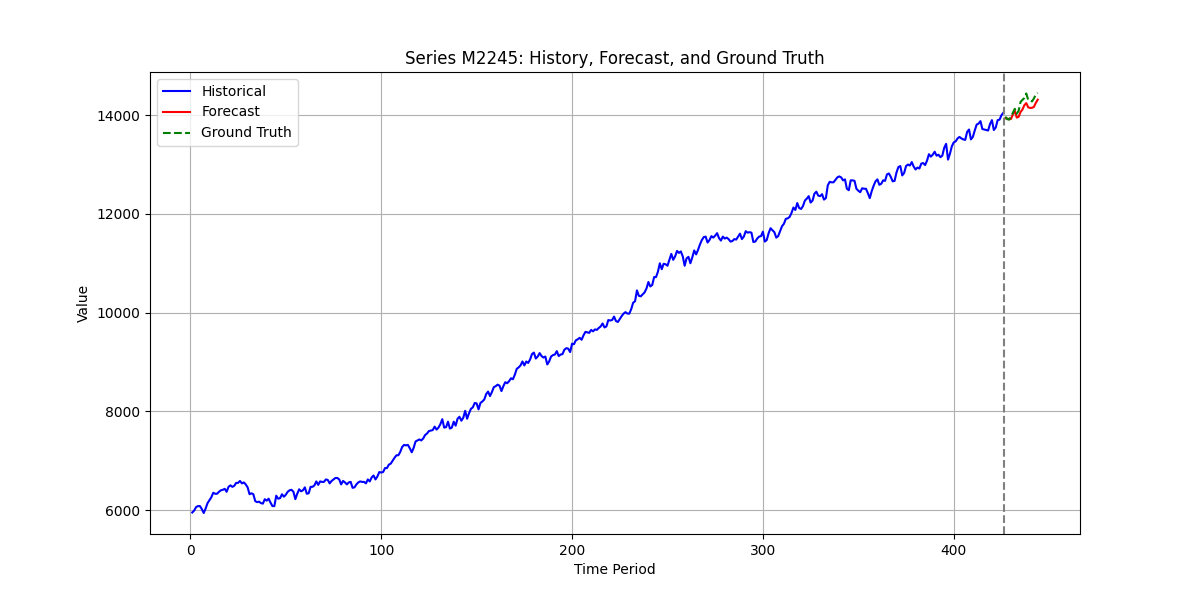 Series M2245: History, Forecast, and Ground Truth
Historical
Forecast
Ground Truth
14000
12000
10000
8000
6000
Value
0 100 200 300 400
Time Period